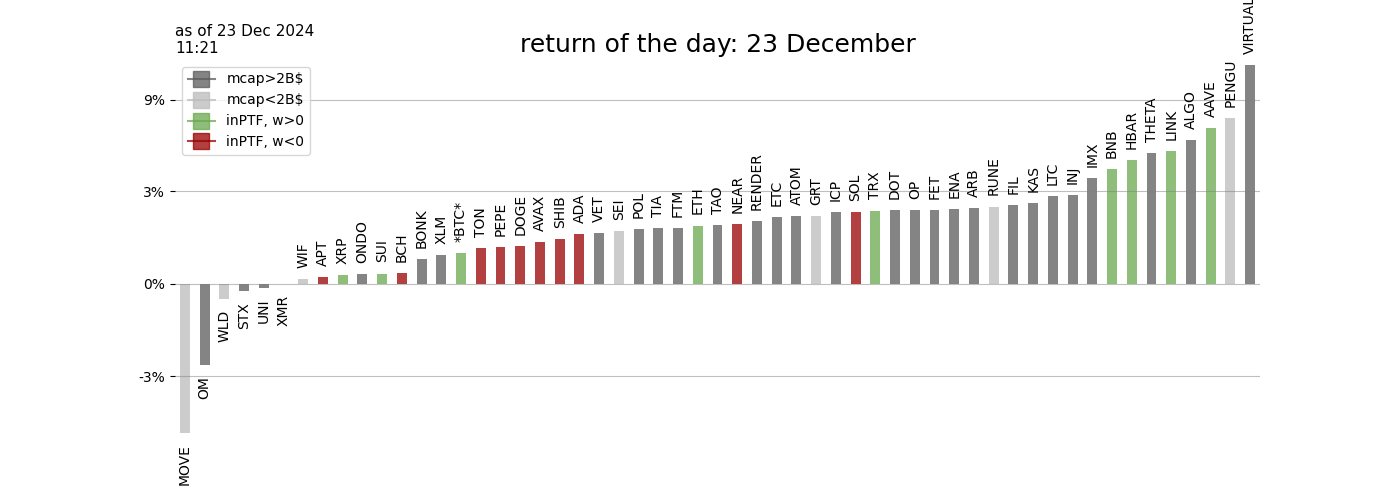 as of 23 Dec 2024
11:21
return of the day: 23 December
mcap>2B$
mcap<2B$
inPTF, w>0
inPTF, w<0
9%
3%
0%
-3%
MOVE
OM
WLD
STX
UNI
XMR
WIF
APT
XRP
ONDO
SUI
BCH
BONK
XLM
*BTC*
TON
PEPE
DOGE
AVAX
SHIB
ADA
VET
SEI
POL
TIA
FTM
ETH
TAO
NEAR
RENDER
ETC
ATOM
GRT
ICP
SOL
TRX
DOT
OP
FET
ENA
ARB
RUNE
FIL
KAS
LTC
INJ
IMX
BNB
HBAR
THETA
LINK
ALGO
AAVE
PENGU
VIRTUAL